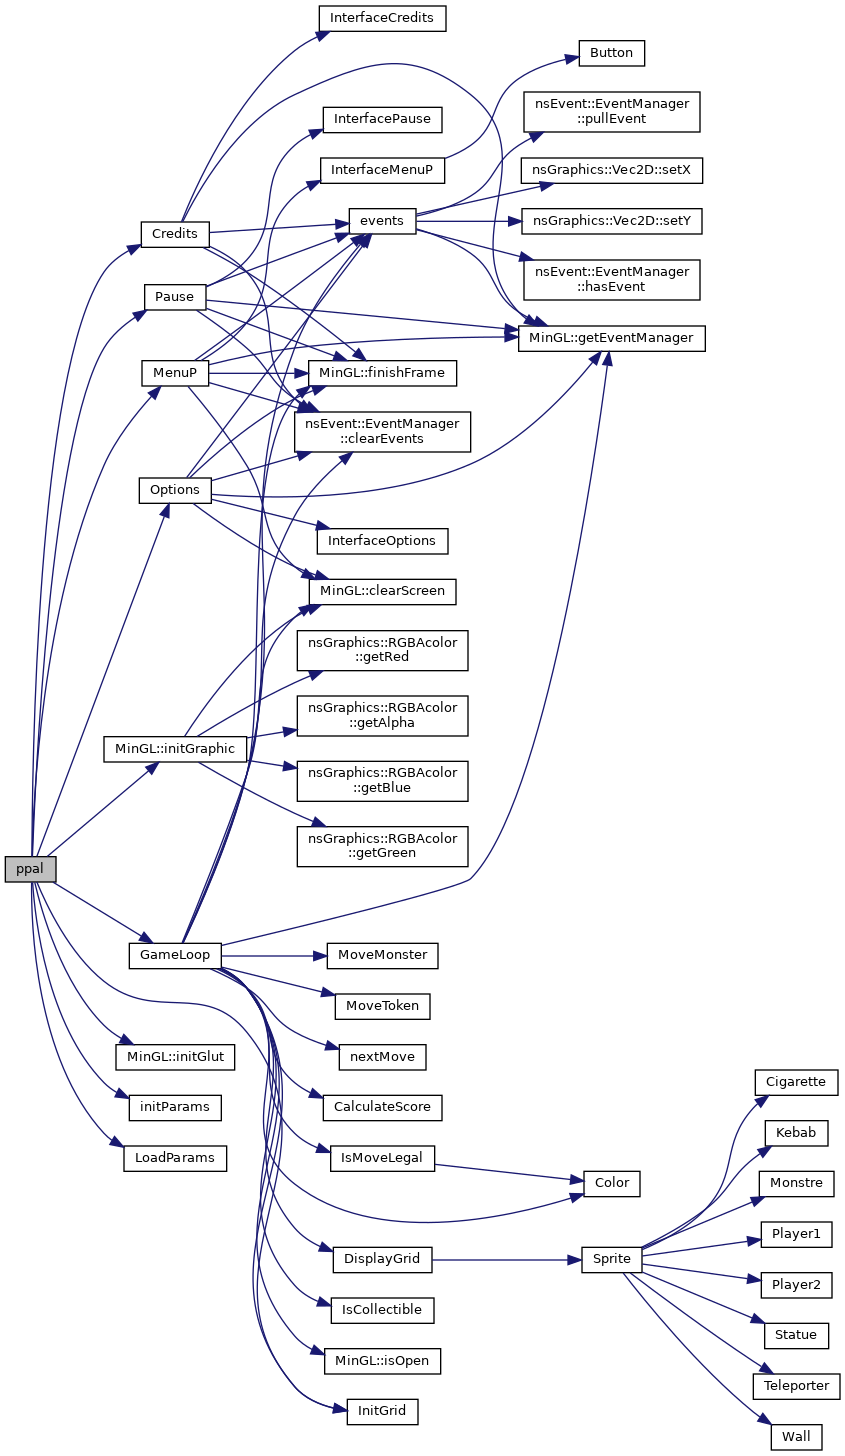 InterfaceCredits
Button
nsEvent::EventManager
::pullEvent
InterfacePause
InterfaceMenuP
nsGraphics::Vec2D::setX
events
nsGraphics::Vec2D::setY
Credits
nsEvent::EventManager
::hasEvent
Pause
MinGL::getEventManager
MenuP
MinGL::finishFrame
nsEvent::EventManager
::clearEvents
Options
InterfaceOptions
MinGL::clearScreen
nsGraphics::RGBAcolor
::getRed
nsGraphics::RGBAcolor
::getAlpha
MinGL::initGraphic
nsGraphics::RGBAcolor
::getBlue
nsGraphics::RGBAcolor
::getGreen
ppal
GameLoop
MoveMonster
MoveToken
MinGL::initGlut
nextMove
Cigarette
initParams
CalculateScore
Kebab
LoadParams
IsMoveLegal
Color
Monstre
Player1
DisplayGrid
Sprite
Player2
IsCollectible
Statue
MinGL::isOpen
Teleporter
InitGrid
Wall